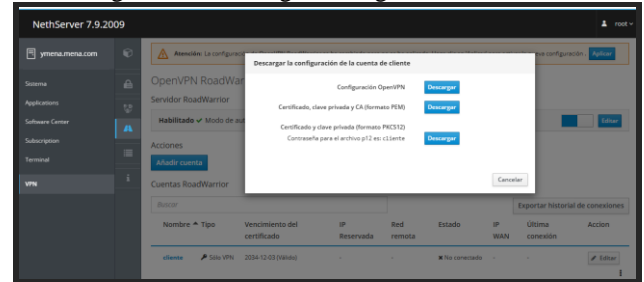 NethServer 7.9.2009
root
ymena.mena.com
Atención: La configurac
eva configuración.
Aplicar
Descargar la configuración de la cuenta de cliente
Configuración OpenVPN
Descargar
Certificado, clave privada y CA (formato PEM)
Descargar
Certificado y clave privada (formato PKCS12)
Contraseña para el archivo p12 es: cliente
Descargar
Cancelar
Sistema
Applications
Software Center
Subscription
Terminal
VPN
OpenVPN RoadWar
Servidor RoadWarrior
Habilitado ✔ Modo de aut
Editar
Acciones
Añadir cuenta
Cuentas RoadWarrior
Buscar
Exportar historial de conexiones
Nombre Tipo Vencimiento del certificado IP Reservada Red remota Estado IP WAN Última conexión Accion
cliente Sólo VPN 2034-12-03 (Válido) - - No conectado - - Editar